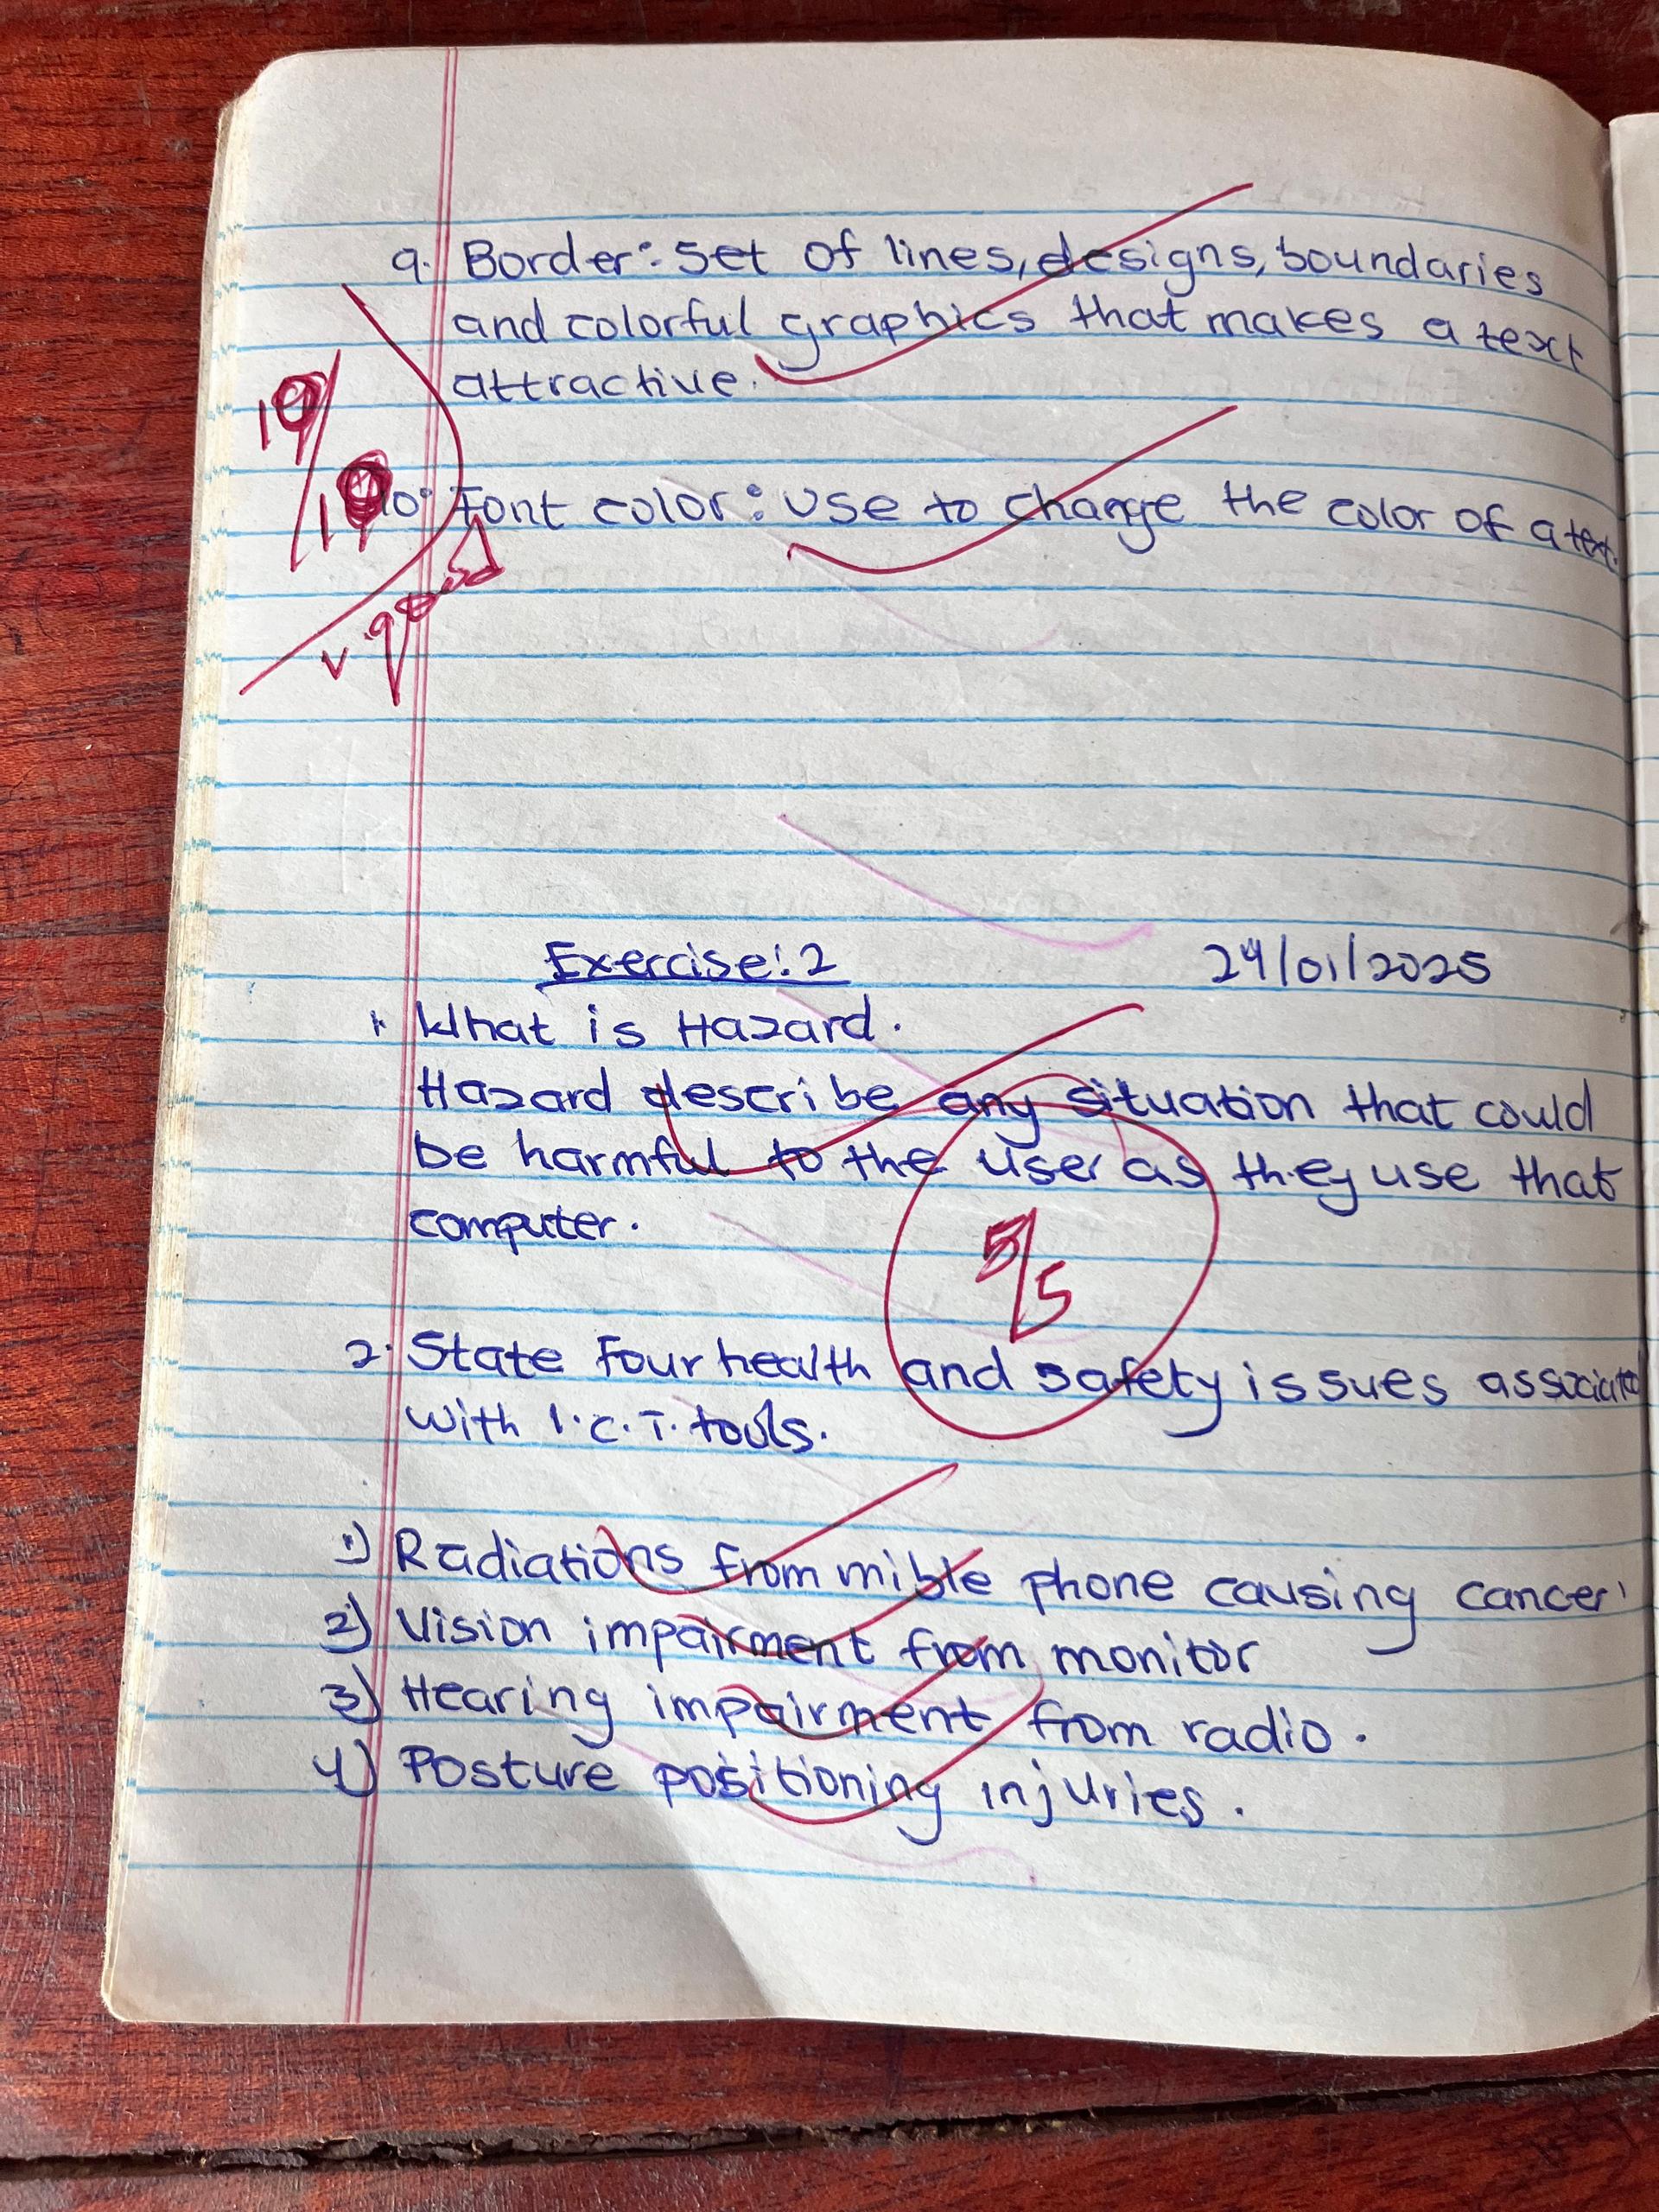 9. Border: Set of lines, designs, boundaries
and colorful graphics that makes a text
attractive.
10. Font color: Use to change the color of a text.
v. good
Exercise: 2 24/01/2025
1. What is Hazard.
Hazard describe any situation that could
be harmful to the user as they use that
computer.
5/5
2. State Four health and safety issues associated
with I.C.T. tools.
1) Radiations from mible phone causing cancer
2) Vision impairment from monitor
3) Hearing impairment from radio.
4) Posture positioning injuries.